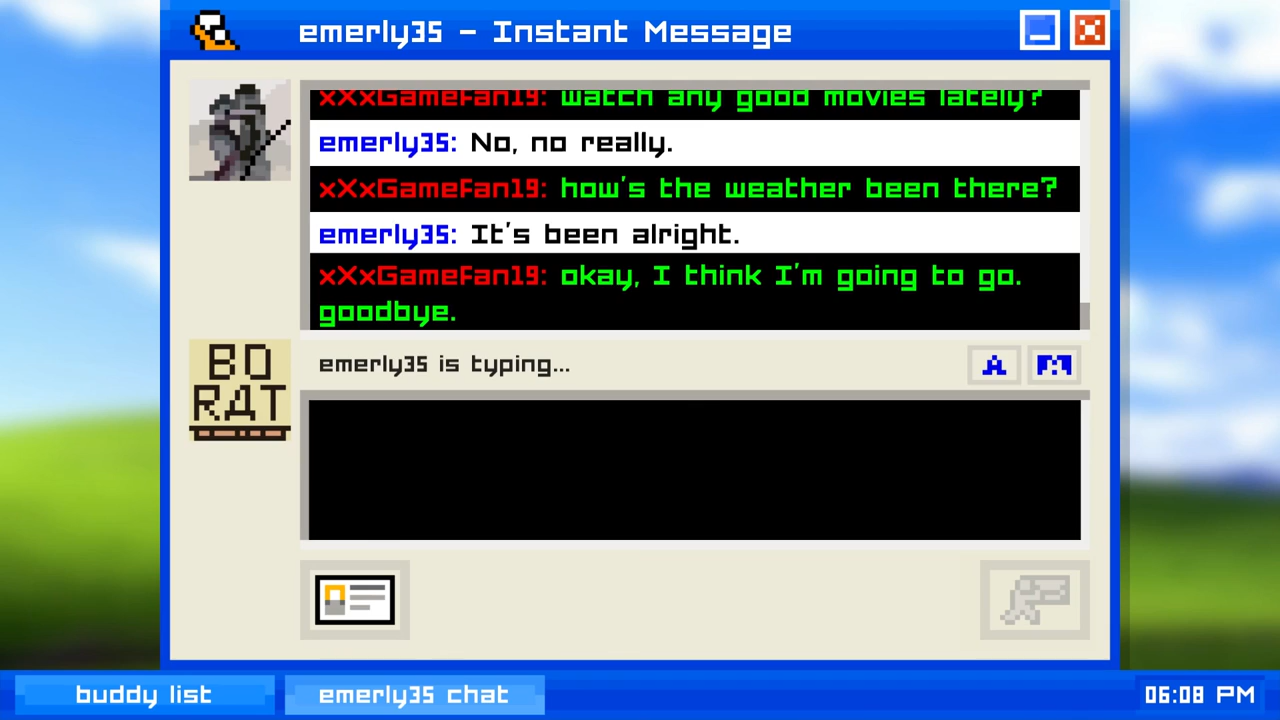 emerly35 - Instant Message
xXxGameFan19: watch any good movies lately?
emerly35: No, no really.
xXxGameFan19: how's the weather been there?
emerly35: It's been alright.
xXxGameFan19: okay, I think I'm going to go.
goodbye.
BO
RAT
emerly35 is typing...
A
buddy list
emerly35 chat
06:08 PM